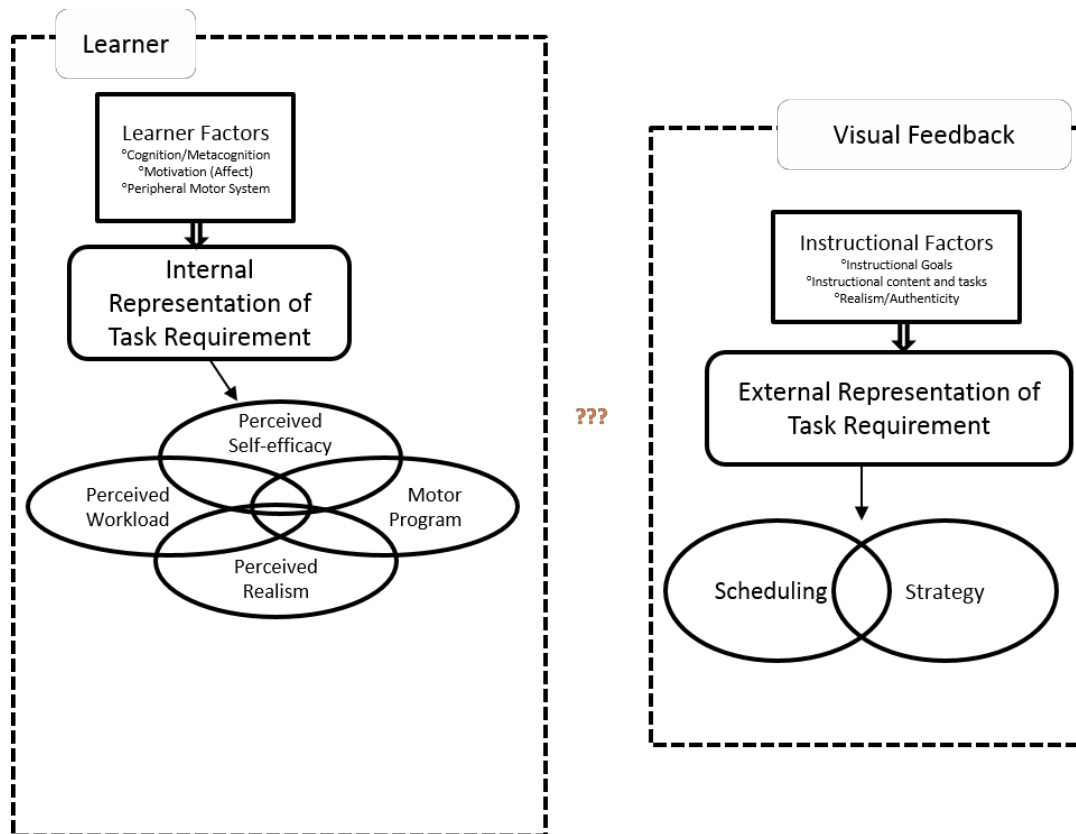 Learner
Learner Factors
°Cognition/Metacognition
°Motivation (Affect)
°Peripheral Motor System
Internal
Representation of
Task Requirement
Perceived
Self-efficacy
Perceived
Workload
Motor
Program
Perceived
Realism
???
Visual Feedback
Instructional Factors
°Instructional Goals
°Instructional content and tasks
°Realism/Authenticity
External Representation of
Task Requirement
Scheduling
Strategy